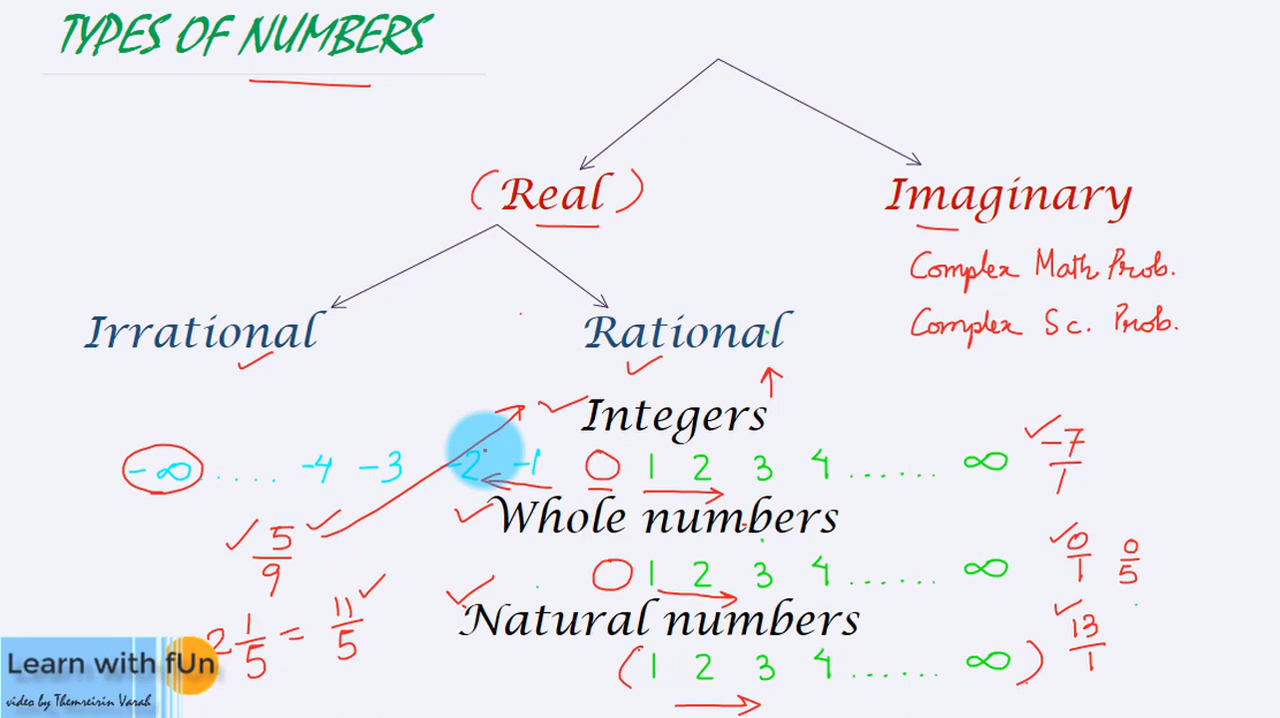 TYPES OF NUMBERS
(Real)
Imaginary
Complex Math Prob.
Complex Sc. Prob.
Irrational
Rational
Integers
-∞ ..... -4 -3 -2 -1 0 1 2 3 4 ...... ∞
-7/1
Whole numbers
5/9
0 1 2 3 4 ...... ∞
0/1 0/5
2 1/5 = 11/5
Natural numbers
(1 2 3 4 ...... ∞)
13/1
Learn with fUn
video by Themreirin Varah